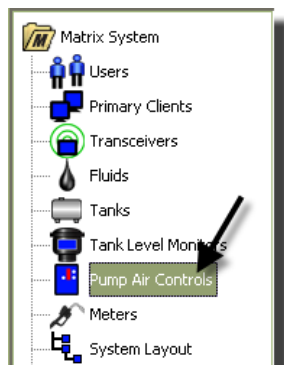 Matrix System
Users
Primary Clients
Transceivers
Fluids
Tanks
Tank Level Monitors
Pump Air Controls
Meters
System Layout